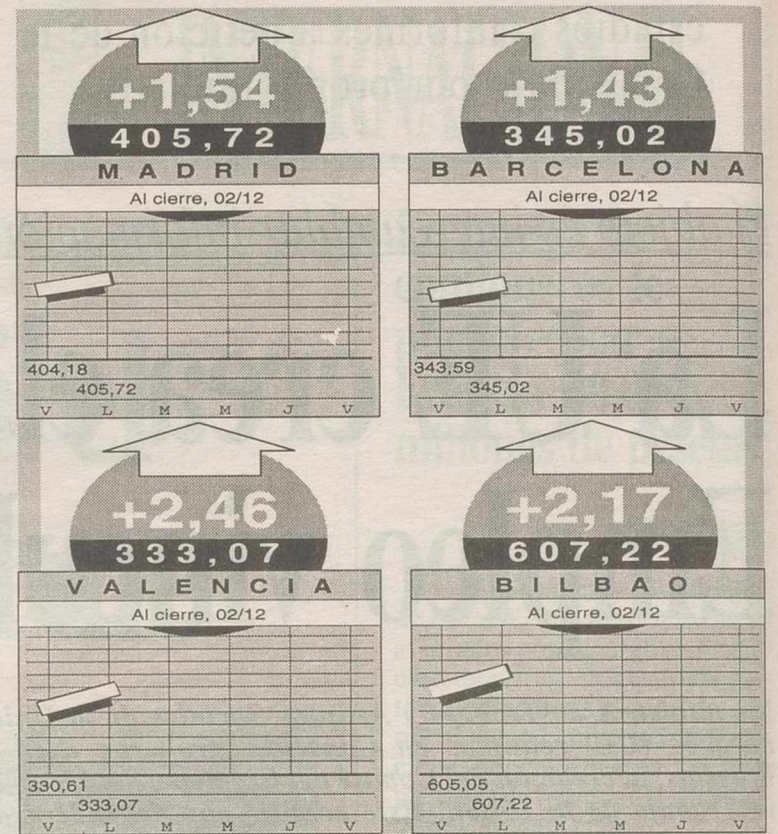 +1,54
405,72
MADRID
Al cierre, 02/12
404,18
405,72
V L M M J V
+1,43
345,02
BARCELONA
Al cierre, 02/12
343,59
345,02
V L M M J V
+2,46
333,07
VALENCIA
Al cierre, 02/12
330,61
333,07
V L M M J V
+2,17
607,22
BILBAO
Al cierre, 02/12
605,05
607,22
V L M M J V